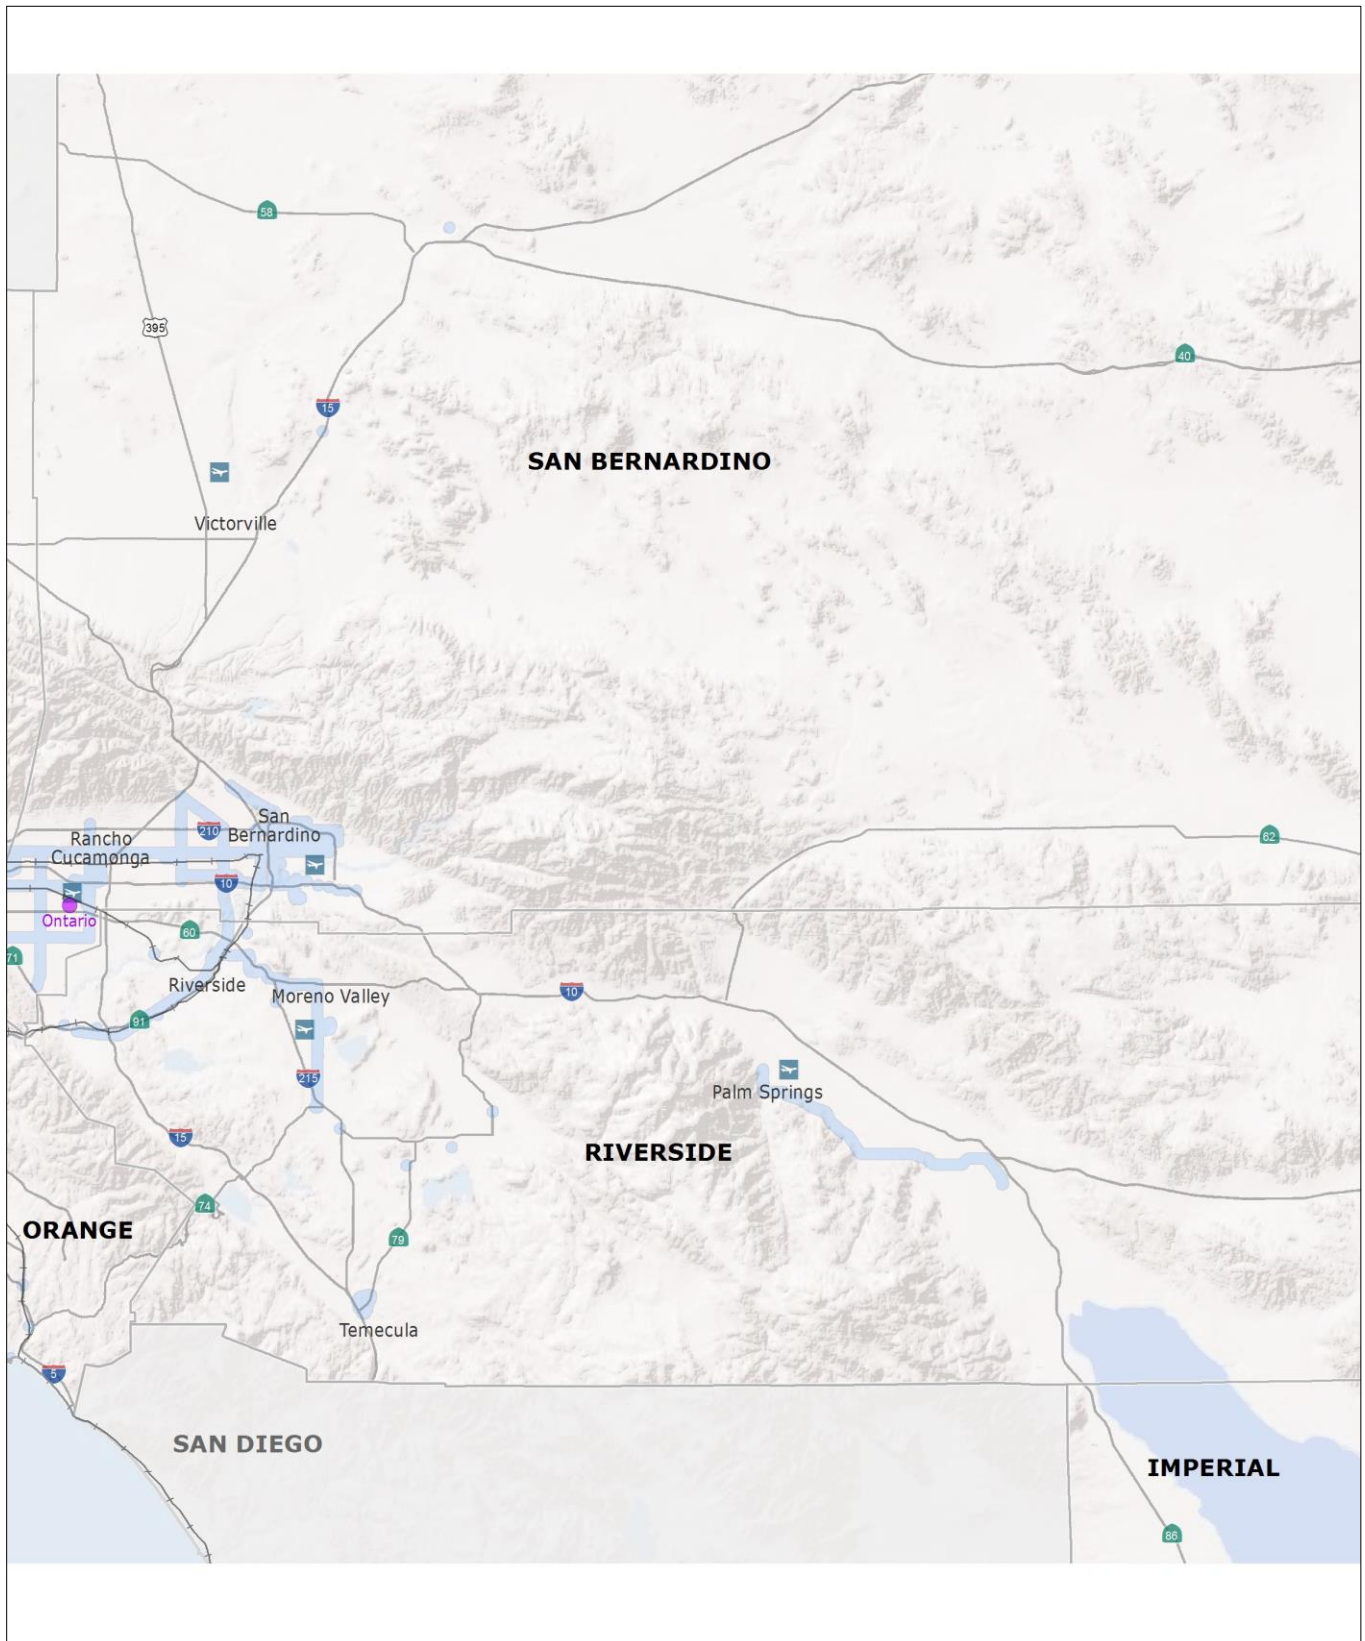 58
395
40
15
SAN BERNARDINO
Victorville
San
Bernardino
210
Rancho
Cucamonga
62
10
Ontario
60
71
Riverside
Moreno Valley
10
91
215
Palm Springs
15
RIVERSIDE
74
ORANGE
79
Temecula
5
SAN DIEGO
IMPERIAL
86